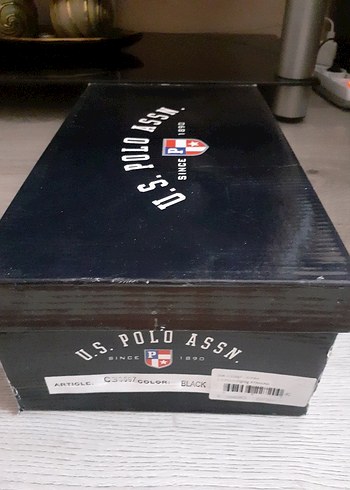 U.S. POLO ASSN.
SINCE P 1890
U.S. POLO ASSN.
SINCE P 1890
ARTICLE: COLOR: BLACK